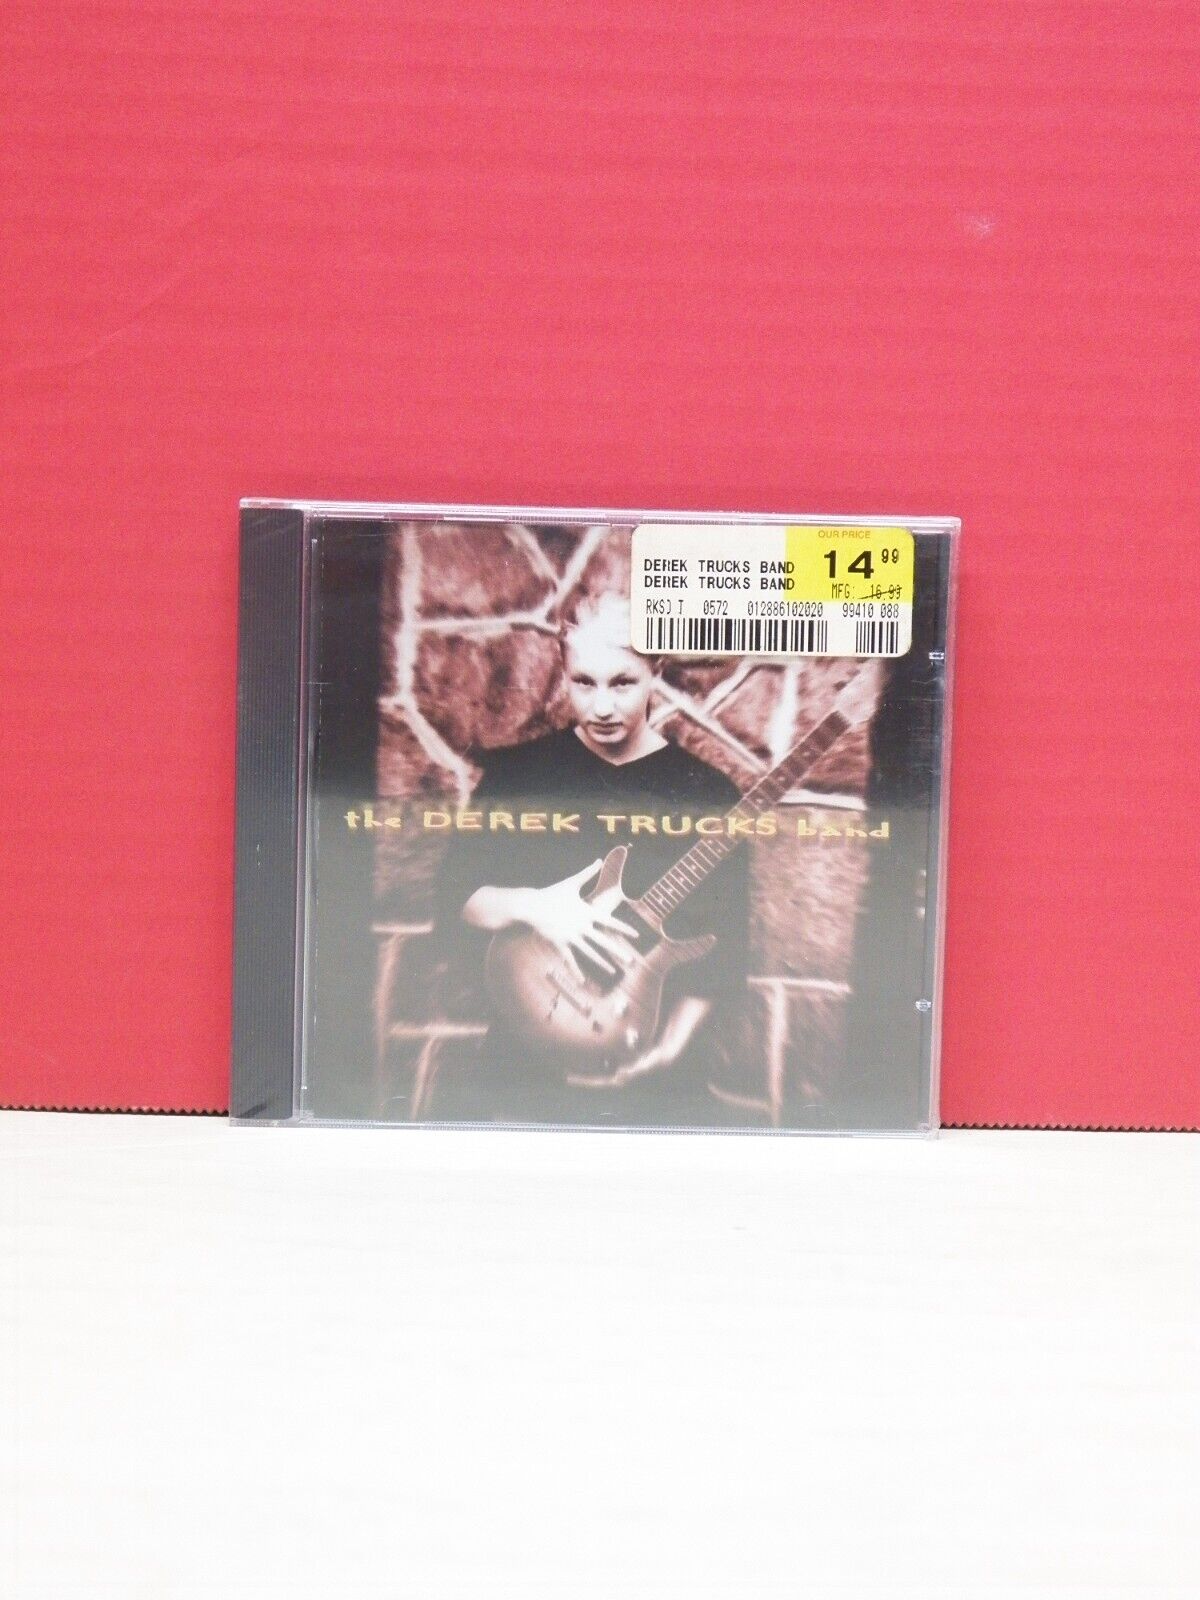 OUR PRICE
14 99
DEREK TRUCKS BAND
DEREK TRUCKS BAND
MFG: 16.99
RKSD T 0572 012886102020 99410 088
the DEREK TRUCKS band